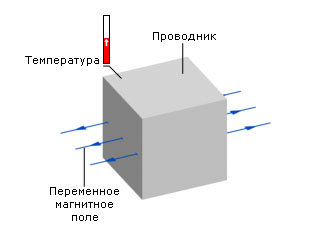 Проводник
Температура
Переменное
магнитное
поле